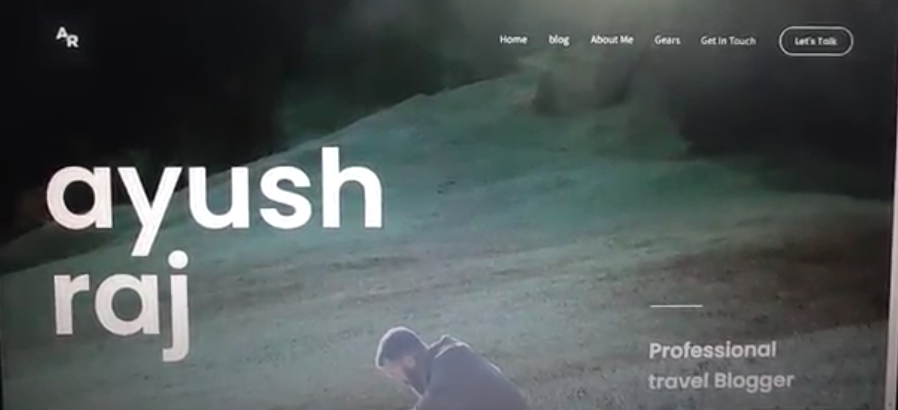 AR
Home blog About Me Gears Get In Touch Let's Talk
ayush
raj
Professional
travel Blogger